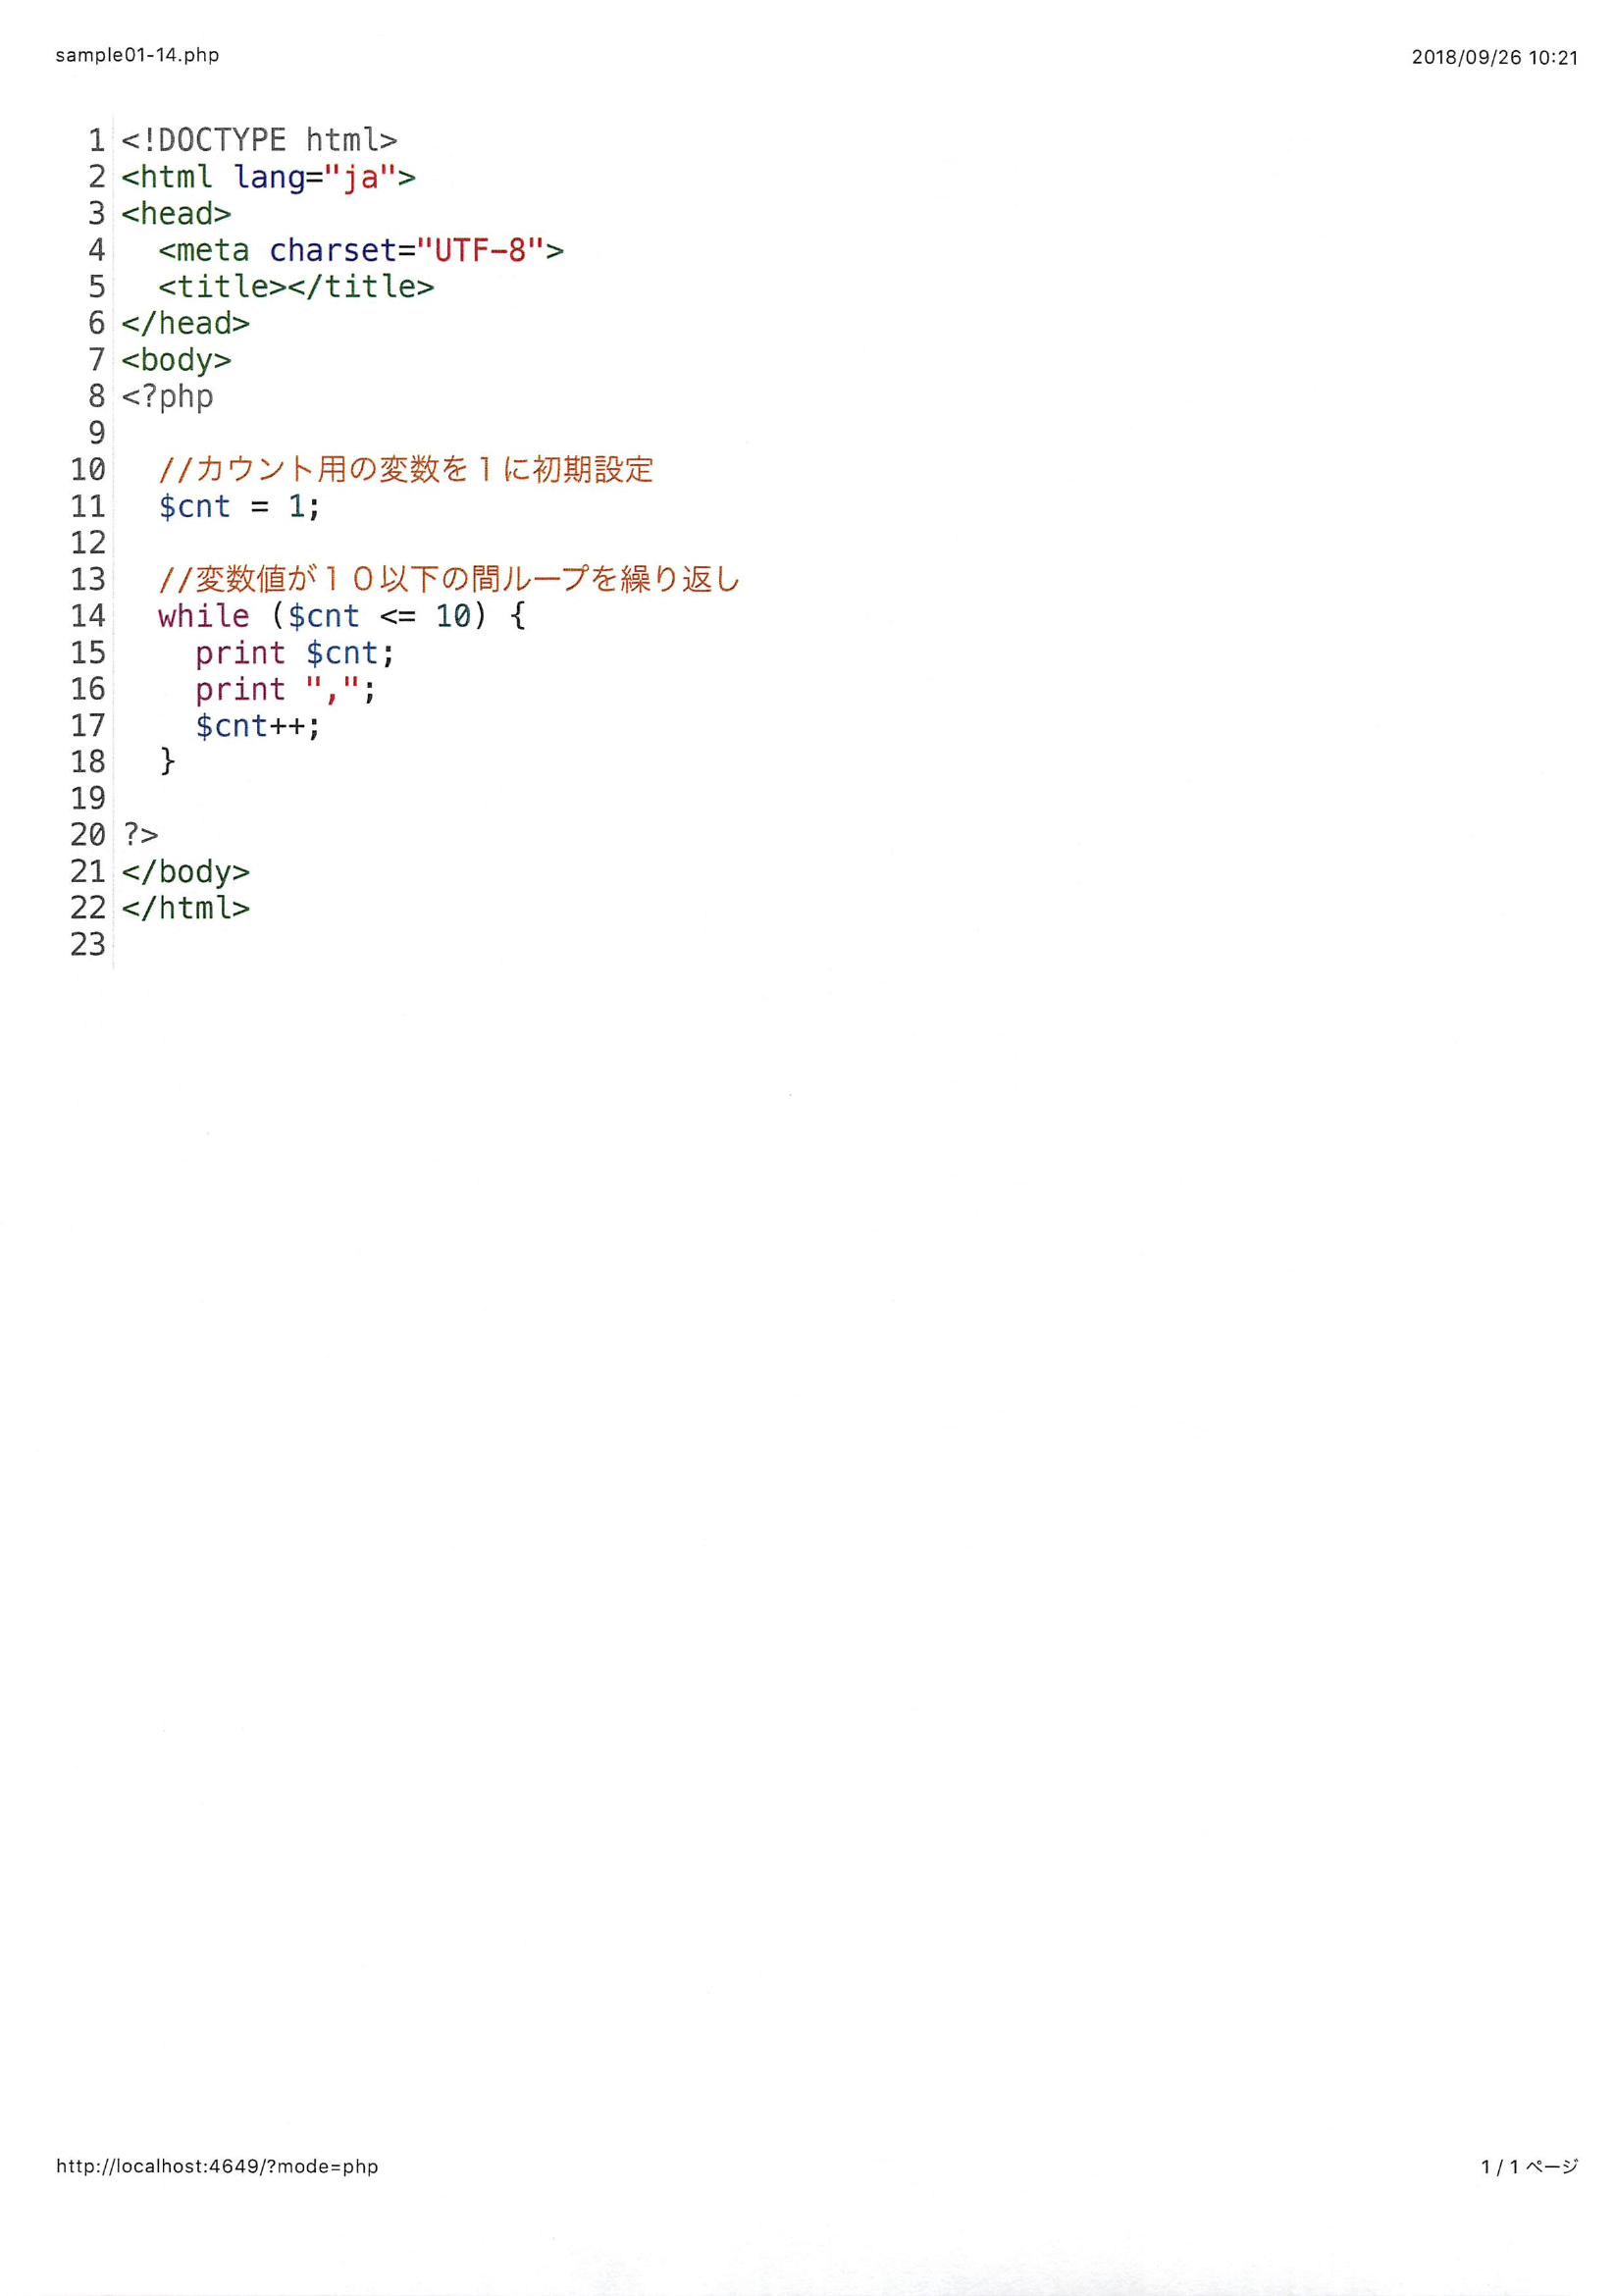 sample01-14.php
2018/09/26 10:21
1 <!DOCTYPE html>
2 <html lang="ja">
3 <head>
4   <meta charset="UTF-8">
5   <title></title>
6 </head>
7 <body>
8 <?php
9
10   //カウント用の変数を１に初期設定
11   $cnt = 1;
12
13   //変数値が１０以下の間ループを繰り返し
14   while ($cnt <= 10) {
15     print $cnt;
16     print ",";
17     $cnt++;
18   }
19
20 ?>
21 </body>
22 </html>
23
http://localhost:4649/?mode=php
1 / 1 ページ